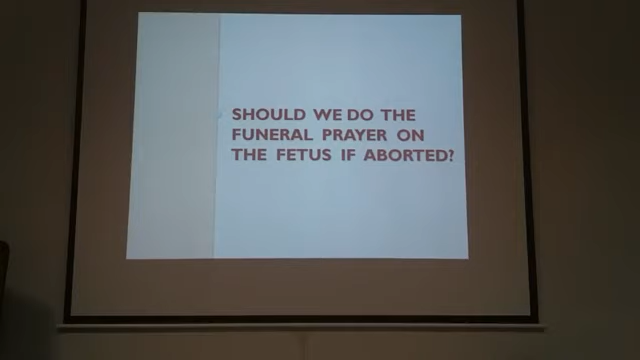 SHOULD WE DO THE
FUNERAL PRAYER ON
THE FETUS IF ABORTED?